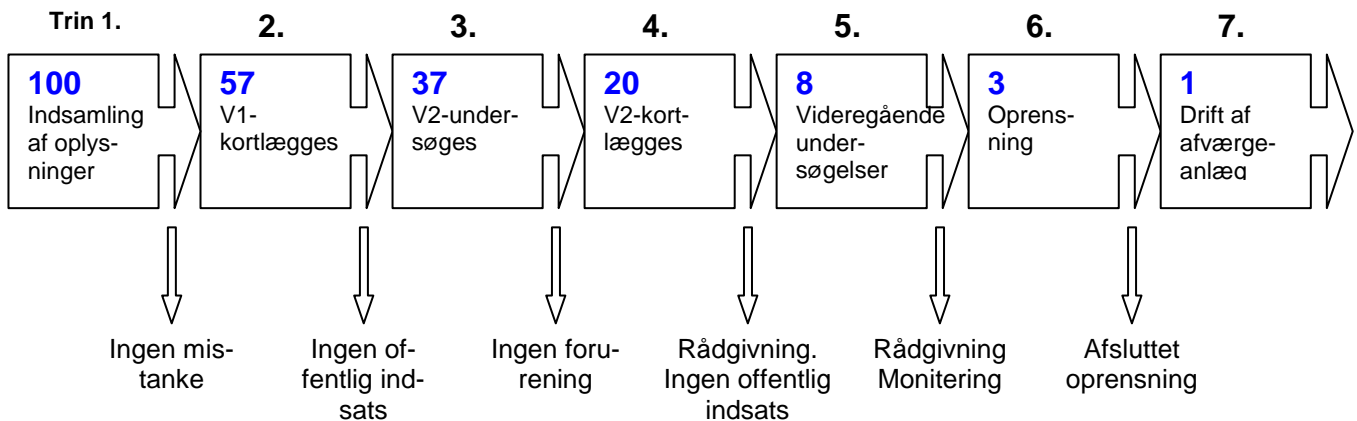 Trin 1.
2.
3.
4.
5.
6.
7.
100
Indsamling
af oplys-
ninger
57
V1-
kortlægges
37
V2-under-
søges
20
V2-kort-
lægges
8
Videregående
under-
søgelser
3
Oprens-
ning
1
Drift af
afværge-
anlæg
Ingen mis-
tanke
Ingen of-
fentlig ind-
sats
Ingen foru-
rening
Rådgivning.
Ingen offentlig
indsats
Rådgivning
Monitering
Afsluttet
oprensning